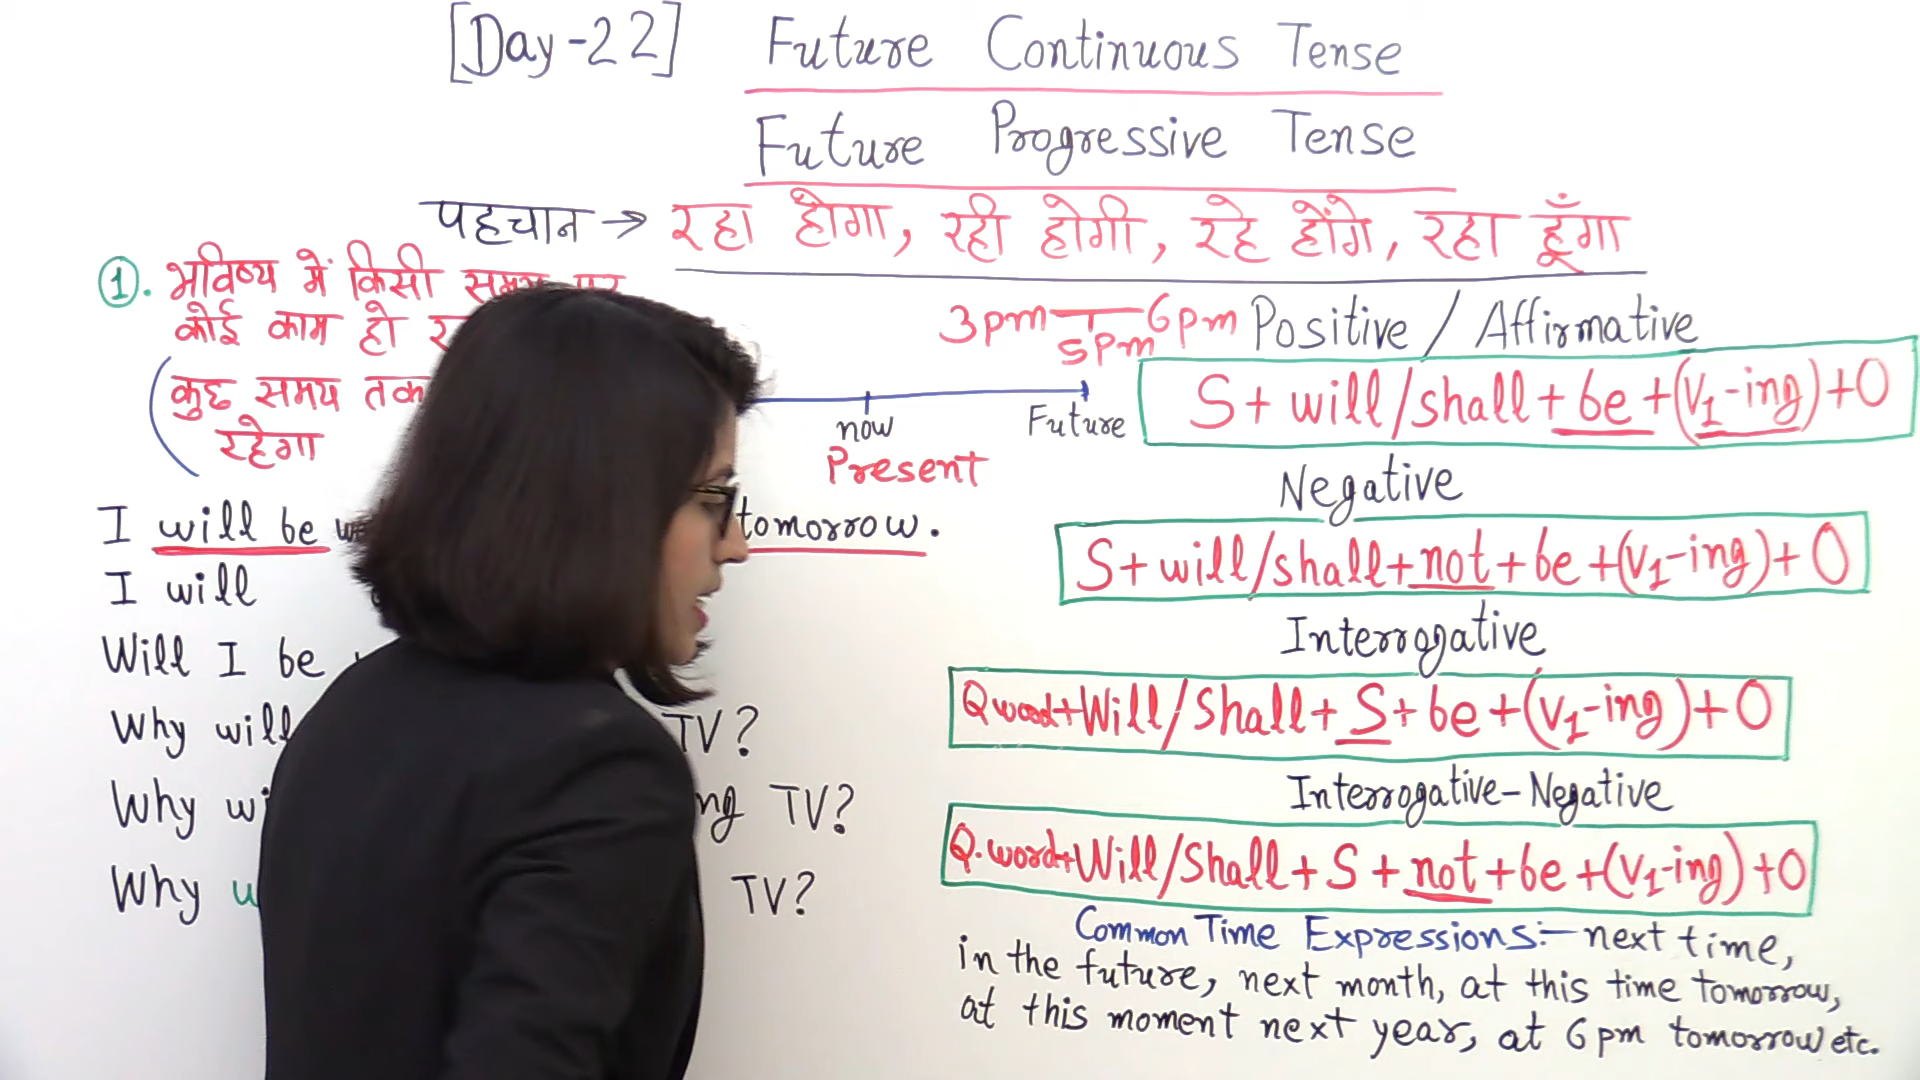 [Day-22] Future Continuous Tense
Future Progressive Tense
पहचान → रहा होगा, रही होगी, रहे होंगे, रहा हूँगा
1. भविष्य में किसी समय पर
कोई काम हो
(कुछ समय तक
रहेगा
3pm 6pm
5pm
now
Present
Future
I will be tomorrow.
I will
Will I be
Why will TV?
Why TV?
Why TV?
Positive / Affirmative
S+ will/shall+be+(V1-ing)+O
Negative
S+will/shall+not+be+(V1-ing)+O
Interrogative
Q word+Will/Shall+S+be+(V1-ing)+O
Interrogative-Negative
Q.word+Will/Shall+S+not+be+(V1-ing)+O
Common Time Expressions:- next time,
in the future, next month, at this time tomorrow,
at this moment next year, at 6pm tomorrow etc.